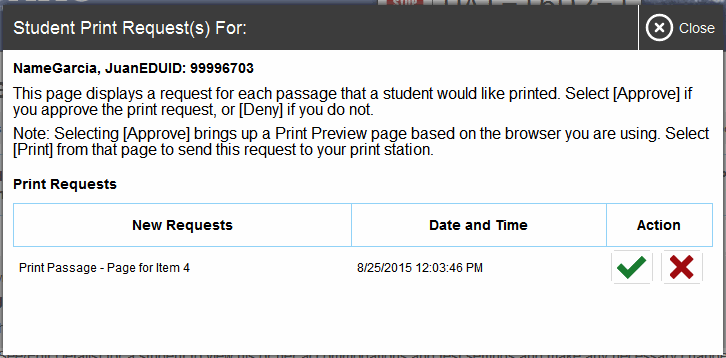 Student Print Request(s) For:
Close
NameGarcia, JuanEDUID: 99996703
This page displays a request for each passage that a student would like printed. Select [Approve] if
you approve the print request, or [Deny] if you do not.
Note: Selecting [Approve] brings up a Print Preview page based on the browser you are using. Select
[Print] from that page to send this request to your print station.
Print Requests
New Requests Date and Time Action
Print Passage - Page for Item 4 8/25/2015 12:03:46 PM